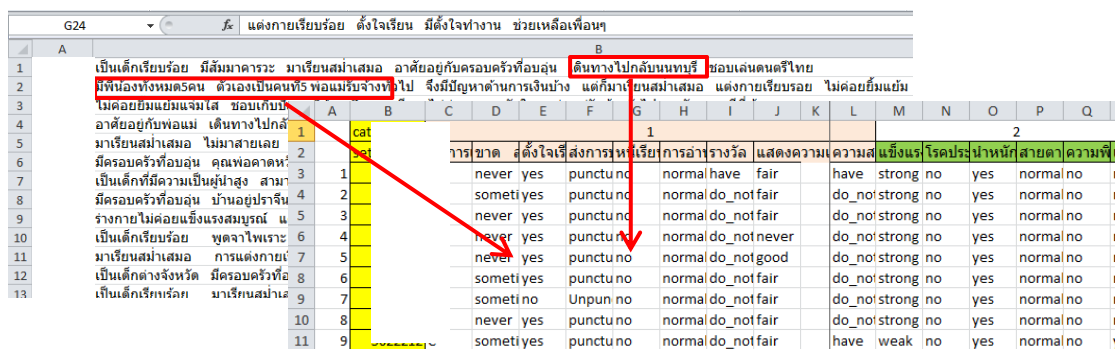 G24 fx แต่งกายเรียบร้อย ตั้งใจเรียน มีตั้งใจทำงาน ช่วยเหลือเพื่อนๆ
A B
1 เป็นเด็กเรียบร้อย มีสัมมาคารวะ มาเรียนสม่ำเสมอ อาศัยอยู่กับครอบครัวที่อบอุ่น ดินทางไปกลับนนทบุรี ชอบเล่นดนตรีไทย
2 มีพี่น้องทั้งหมด5คน ตัวเองเป็นคนที่5 พ่อแม่รับจ้างทั่วไป จึงมีปัญหาด้านการเงินบ้าง แต่ก็มาเรียนสม่ำเสมอ แต่งกายเรียบรอย ไม่ค่อยยิ้มแย้ม
3 ไม่ค่อยยิ้มแย้มแจ่มใส ชอบเก็บ
4 อาศัยอยู่กับพ่อแม่ เดินทางไปกลั
5 มาเรียนสม่ำเสมอ ไม่มาสายเลย
6 มีครอบครัวที่อบอุ่น คุณพ่อคาดหวั
7 เป็นเด็กที่มีความเป็นผู้นำสูง สามา
8 มีครอบครัวที่อบอุ่น บ้านอยู่ปราจีน
9 ร่างกายไม่ค่อยแข็งแรงสมบูรณ์ แ
10 เป็นเด็กเรียบร้อย พูดจาไพเราะ
11 มาเรียนสม่ำเสมอ การแต่งกายเ
12 เป็นเด็กต่างจังหวัด มีครอบครัวที่อ
13 เป็นเด็กเรียบร้อย มาเรียนสม่ำเส
A B C D E F G H I J K L M N O P Q
1 cat 1 2
2 set การเ ขาด ส ตั้งใจเรี ส่งการบ หนีเรีย การอ่า รางวัล แสดงความเ ความส แข็งแร โรคประ น้ำหนัก สายตา ความพิ
3 1 never yes punctu no normal have fair have strong no yes normal no
4 2 someti yes punctu no normal do_not fair do_not strong no yes normal no
5 3 never yes punctu no normal do_not fair do_not strong no yes normal no
6 4 never yes punctu no normal do_not never do_not strong no yes normal no
7 5 never yes punctu no normal do_not good do_not strong no yes normal no
8 6 someti yes punctu no normal do_not fair do_not strong no yes normal no
9 7 someti no Unpun no normal do_not fair do_not strong no yes normal no
10 8 never yes punctu no normal do_not fair do_not strong no yes normal no
11 9 someti yes punctu no normal do_not fair have weak no yes normal no